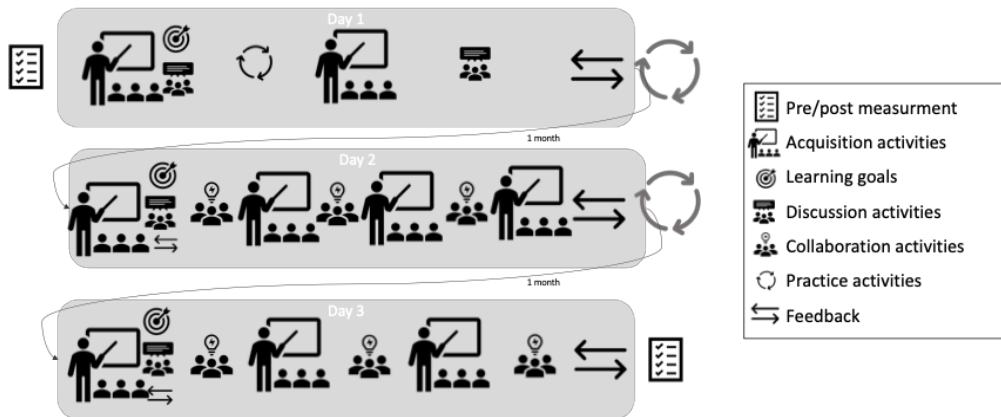 Day 1
1 month
Day 2
1 month
Day 3
Pre/post measurment
Acquisition activities
Learning goals
Discussion activities
Collaboration activities
Practice activities
Feedback